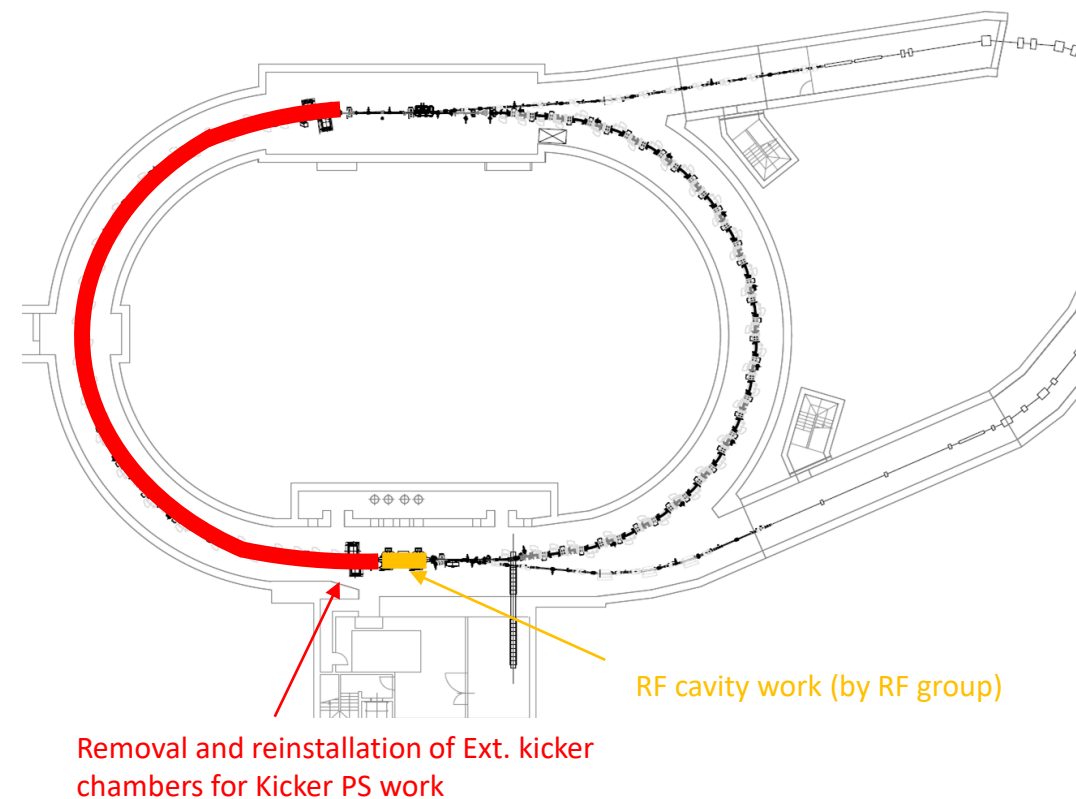 RF cavity work (by RF group)
Removal and reinstallation of Ext. kicker
chambers for Kicker PS work